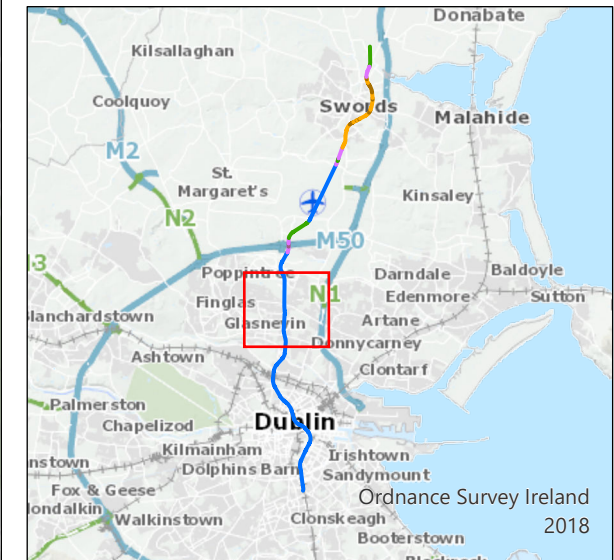 Donabate
Kilsallaghan
Coolquoy
Swords
Malahide
M2
St.
Margaret's
Kinsaley
N2
M50
Poppintree
Darndale
Baldoyle
Finglas
N1
Edenmore
Sutton
Blanchardstown
Glasnevin
Artane
Ashtown
Donnycarney
Clontarf
Palmerston
Chapelizod
Dublin
Kilmainham
Irishtown
Dolphins Barn
Sandymount
Fox & Geese
Ordnance Survey Ireland
2018
Walkinstown
Clonskeagh
Booterstown